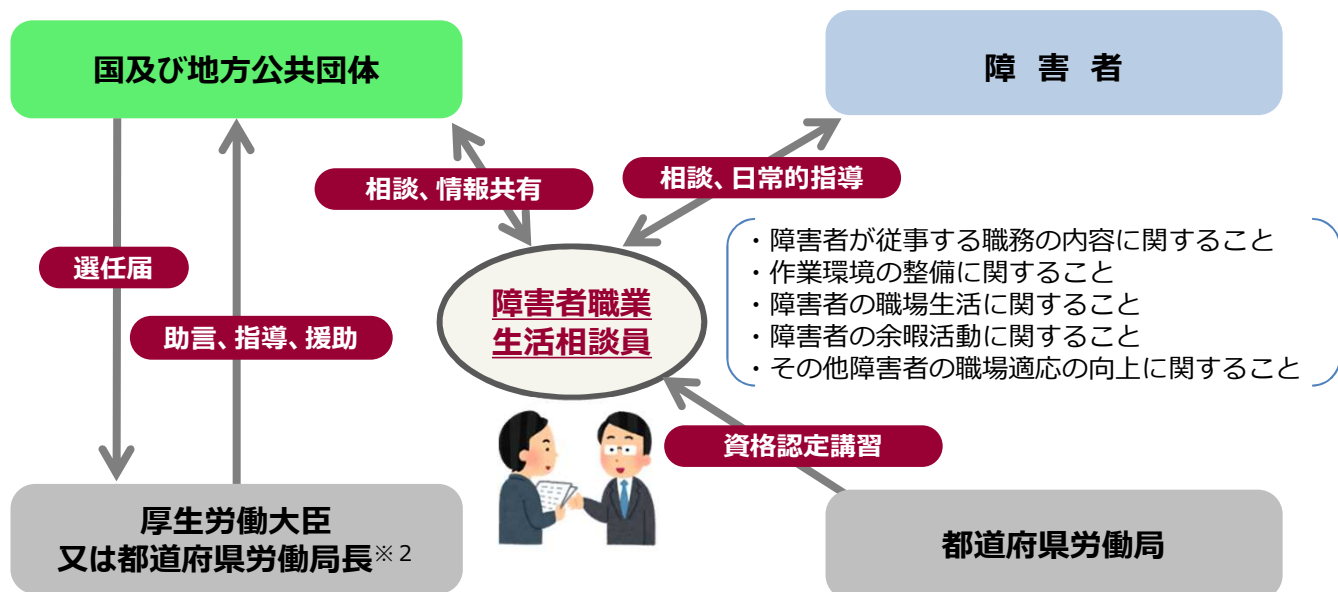 国及び地方公共団体
障 害 者
相談、情報共有
相談、日常的指導
選任届
助言、指導、援助
障害者職業
生活相談員
・障害者が従事する職務の内容に関すること
・作業環境の整備に関すること
・障害者の職場生活に関すること
・障害者の余暇活動に関すること
・その他障害者の職場適応の向上に関すること
資格認定講習
厚生労働大臣
又は都道府県労働局長※2
都道府県労働局